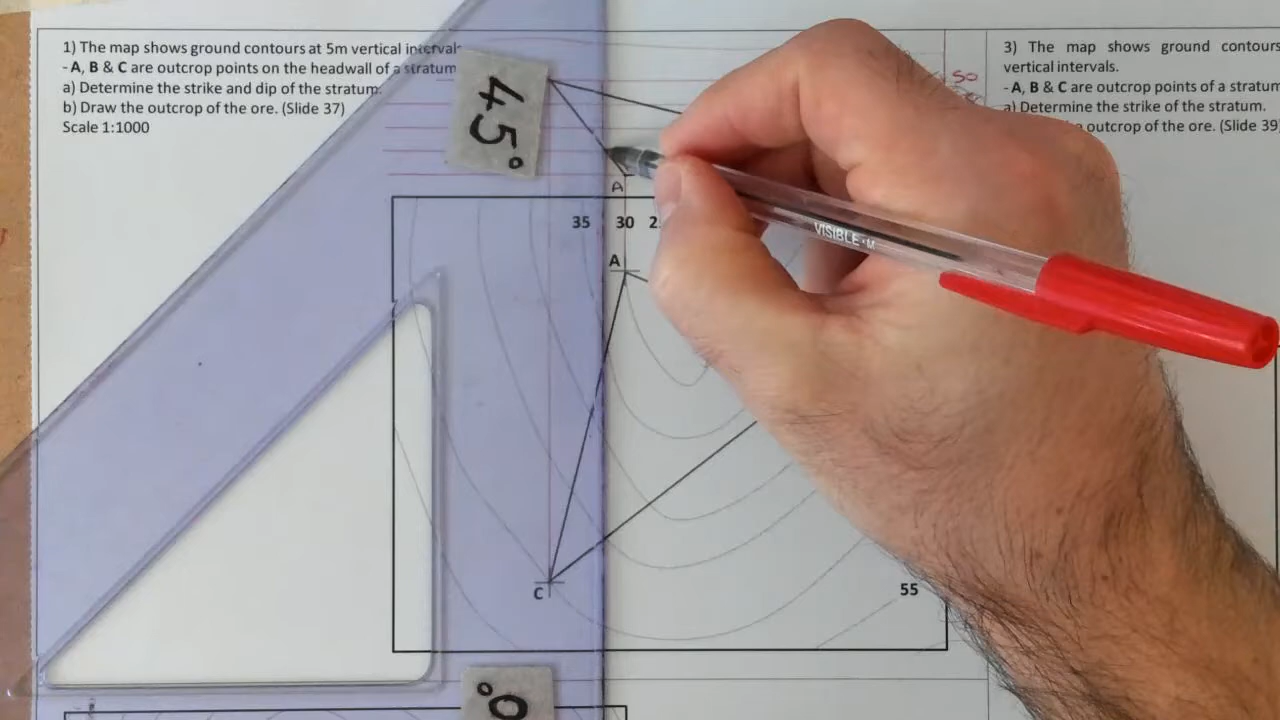 1) The map shows ground contours at 5m vertical intervals
- A, B & C are outcrop points on the headwall of a stratum
a) Determine the strike and dip of the stratum.
b) Draw the outcrop of the ore. (Slide 37)
Scale 1:1000
3) The map shows ground contours
vertical intervals.
- A, B & C are outcrop points of a stratum
a) Determine the strike of the stratum.
outcrop of the ore. (Slide 39)
50
45°
A
35 30
A
C
55